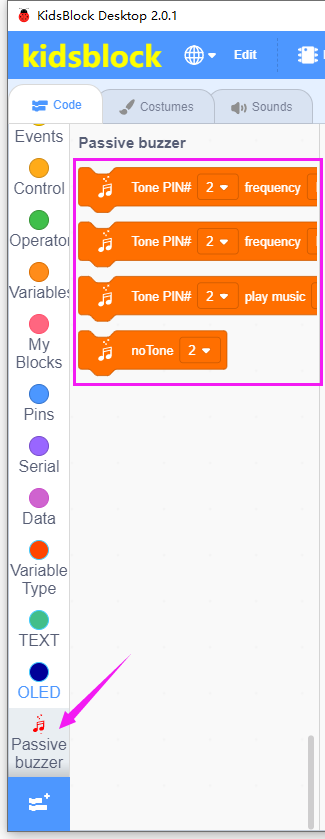 KidsBlock Desktop 2.0.1
kidsblock
Edit
Code
Costumes
Sounds
Events
Control
Operator
Variables
My
Blocks
Pins
Serial
Data
Variable
Type
TEXT
OLED
Passive
buzzer
Passive buzzer
Tone PIN# 2 frequency
Tone PIN# 2 frequency
Tone PIN# 2 play music
noTone 2